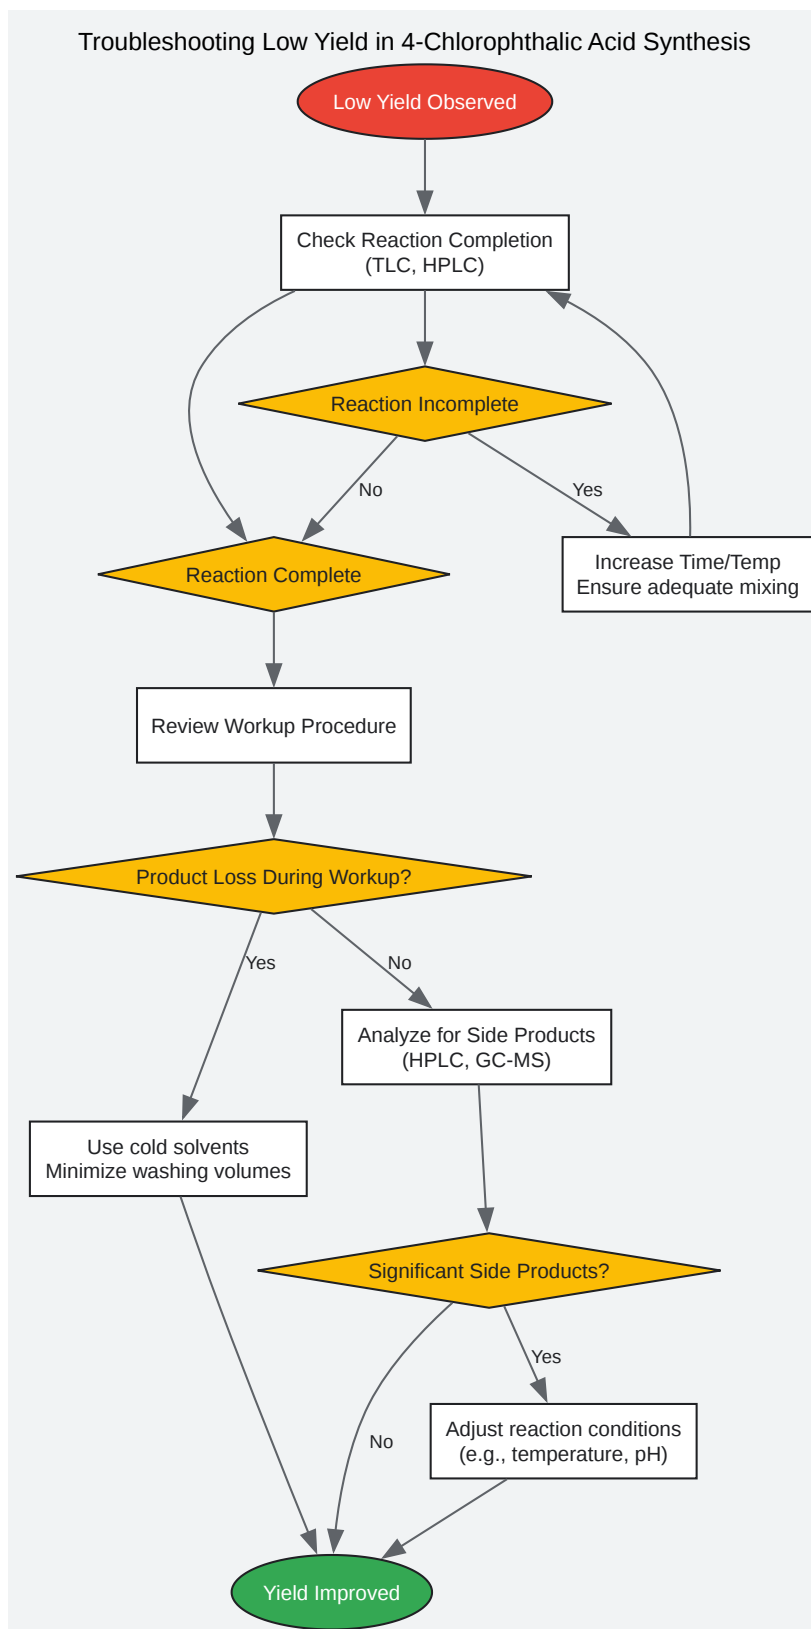 Troubleshooting Low Yield in 4-Chlorophthalic Acid Synthesis
Low Yield Observed
Check Reaction Completion
(TLC, HPLC)
Reaction Incomplete
No
Yes
Reaction Complete
Increase Time/Temp
Ensure adequate mixing
Review Workup Procedure
Product Loss During Workup?
Yes
No
Analyze for Side Products
(HPLC, GC-MS)
Use cold solvents
Minimize washing volumes
Significant Side Products?
Yes
No
Adjust reaction conditions
(e.g., temperature, pH)
Yield Improved